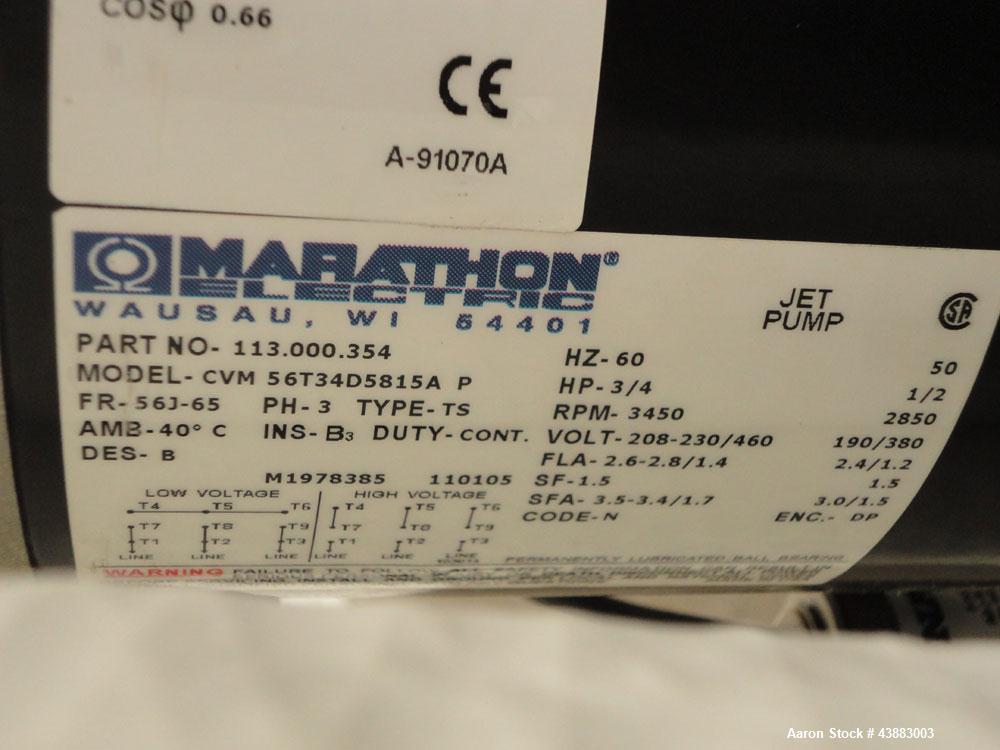 COSφ 0.66
CE
A-91070A
MARATHON®
ELECTRIC
WAUSAU, WI 54401
JET
PUMP
PART NO- 113.000.354
MODEL- CVM 56T34D5815A P
FR- 56J-65 PH- 3 TYPE- TS
AMB-40° C INS- B3 DUTY- CONT.
DES- B
HZ- 60 50
HP- 3/4 1/2
RPM- 3450 2850
VOLT- 208-230/460 190/380
FLA- 2.6-2.8/1.4 2.4/1.2
SF-1.5 1.5
SFA- 3.5-3.4/1.7 3.0/1.5
CODE-N ENC.- DP
M1978385 110105
LOW VOLTAGE HIGH VOLTAGE
T4 T5 T6 T4 T5 T6
T7 T8 T9 T7 T8 T9
T1 T2 T3 T1 T2 T3
LINE LINE LINE LINE LINE LINE
PERMANENTLY LUBRICATED BALL BEARING
WARNING FAILURE TO FOLLOW
Aaron Stock # 43883003